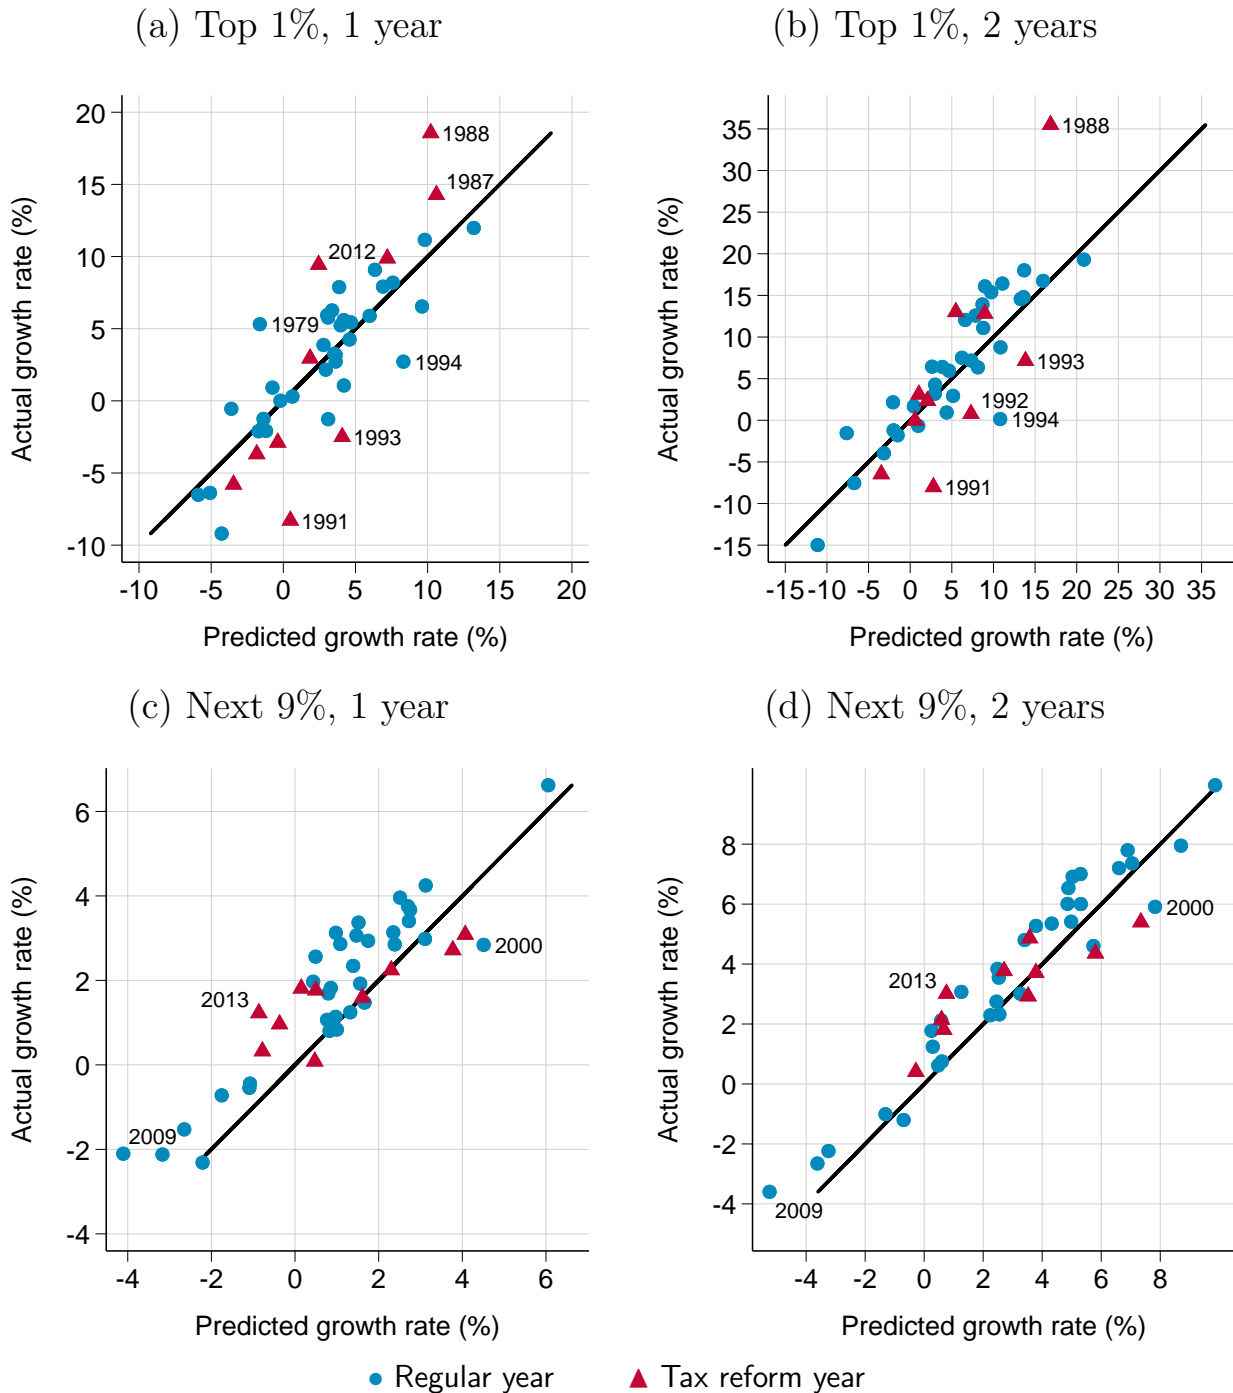 (a) Top 1%, 1 year
(b) Top 1%, 2 years
Actual growth rate (%)
20
15
10
5
0
-5
-10
1988
1987
2012
1979
1994
1993
1991
-10 -5 0 5 10 15 20
Predicted growth rate (%)
Actual growth rate (%)
35
30
25
20
15
10
5
0
-5
-10
-15
1988
1993
1992
1994
1991
-15 -10 -5 0 5 10 15 20 25 30 35
Predicted growth rate (%)
(c) Next 9%, 1 year
(d) Next 9%, 2 years
Actual growth rate (%)
6
4
2
0
-2
-4
2000
2013
2009
-4 -2 0 2 4 6
Predicted growth rate (%)
Actual growth rate (%)
8
6
4
2
0
-2
-4
2000
2013
2009
-4 -2 0 2 4 6 8
Predicted growth rate (%)
Regular year
Tax reform year